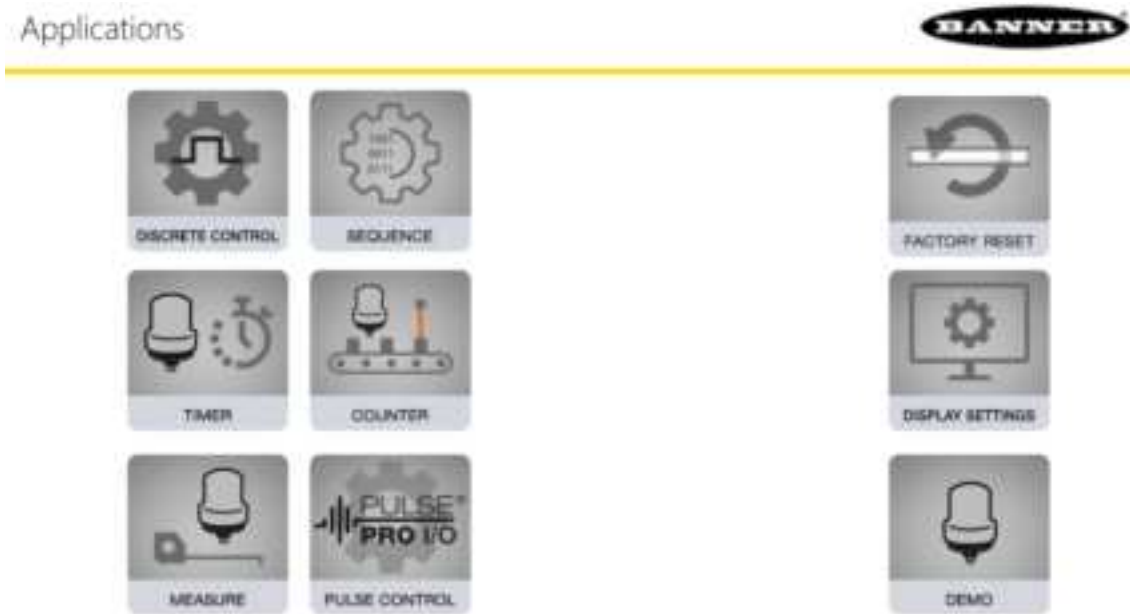 Applications
BANNER
DISCRETE CONTROL
SEQUENCE
FACTORY RESET
TIMER
COUNTER
DISPLAY SETTINGS
PULSE®
PRO I/O
MEASURE
PULSE CONTROL
DEMO